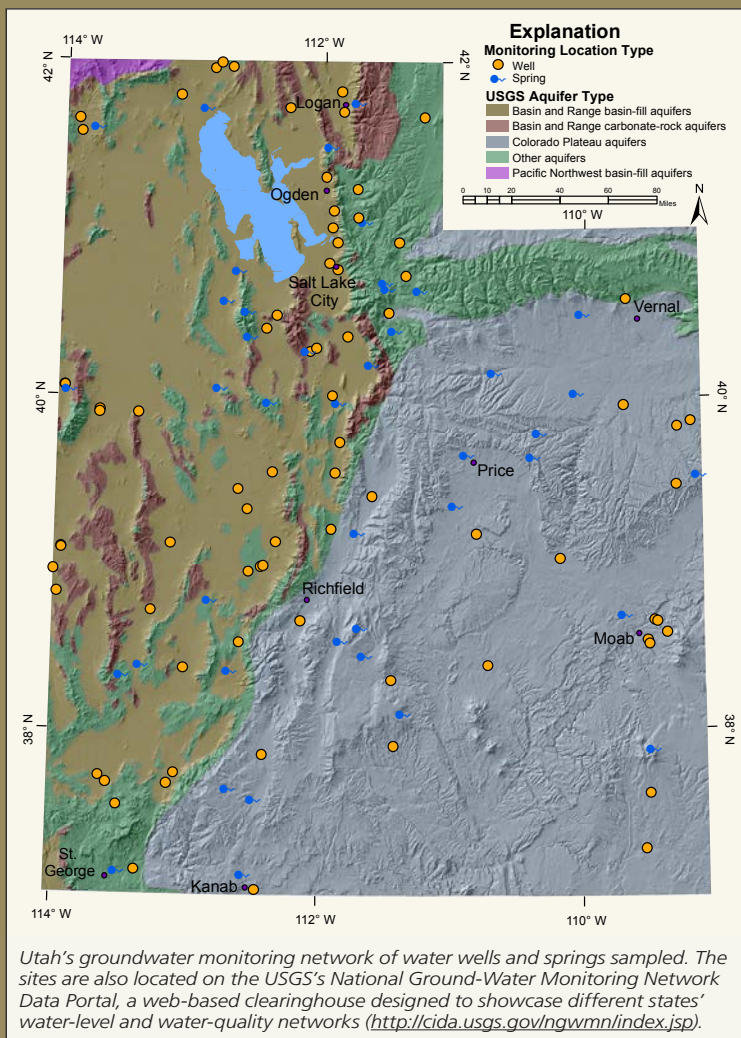 Explanation
Monitoring Location Type
Well
Spring
USGS Aquifer Type
Basin and Range basin-fill aquifers
Basin and Range carbonate-rock aquifers
Colorado Plateau aquifers
Other aquifers
Pacific Northwest basin-fill aquifers
0 10 20 40 60 80
Miles
N
114° W
112° W
42° N
42° N
110° W
Logan
Ogden
Salt Lake
City
Vernal
40° N
40° N
Price
Richfield
Moab
38° N
38° N
St.
George
Kanab
114° W
112° W
110° W
Utah's groundwater monitoring network of water wells and springs sampled. The
sites are also located on the USGS's National Ground-Water Monitoring Network
Data Portal, a web-based clearinghouse designed to showcase different states'
water-level and water-quality networks (http://cida.usgs.gov/ngwmn/index.jsp).